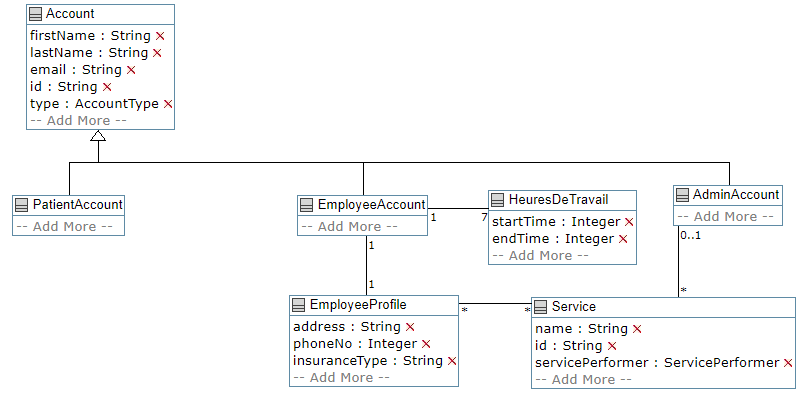 Account
firstName : String ×
lastName : String ×
email : String ×
id : String ×
type : AccountType ×
-- Add More --
PatientAccount
-- Add More --
EmployeeAccount
-- Add More --
1
7
HeuresDeTravail
startTime : Integer ×
endTime : Integer ×
-- Add More --
AdminAccount
-- Add More --
0..1
*
1
1
EmployeeProfile
address : String ×
phoneNo : Integer ×
insuranceType : String ×
-- Add More --
*
*
Service
name : String ×
id : String ×
servicePerformer : ServicePerformer ×
-- Add More --